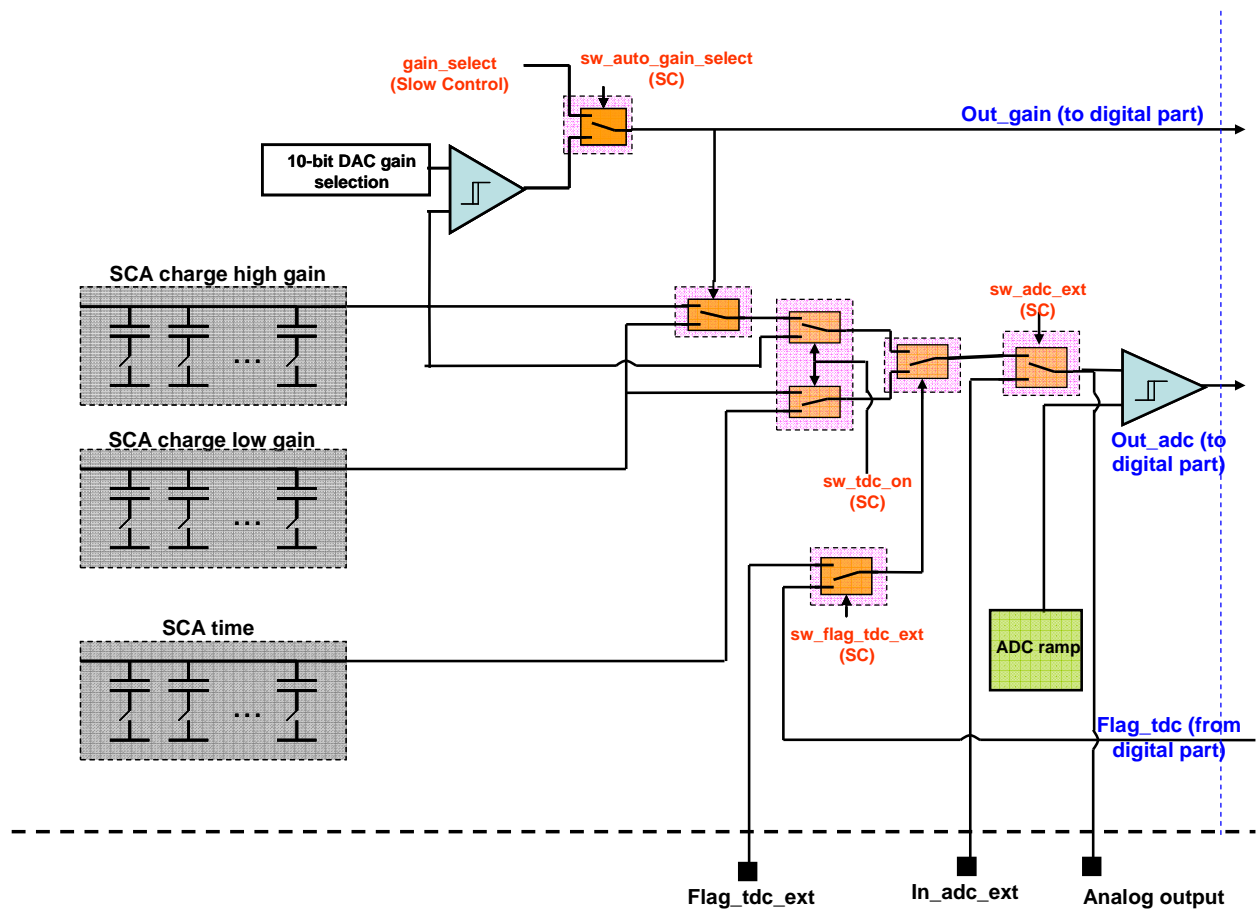 gain_select
(Slow Control)
sw_auto_gain_select
(SC)
Out_gain (to digital part)
10-bit DAC gain
selection
SCA charge high gain
...
sw_adc_ext
(SC)
SCA charge low gain
...
Out_adc (to
digital part)
sw_tdc_on
(SC)
SCA time
...
sw_flag_tdc_ext
(SC)
ADC ramp
Flag_tdc (from
digital part)
Flag_tdc_ext
In_adc_ext
Analog output